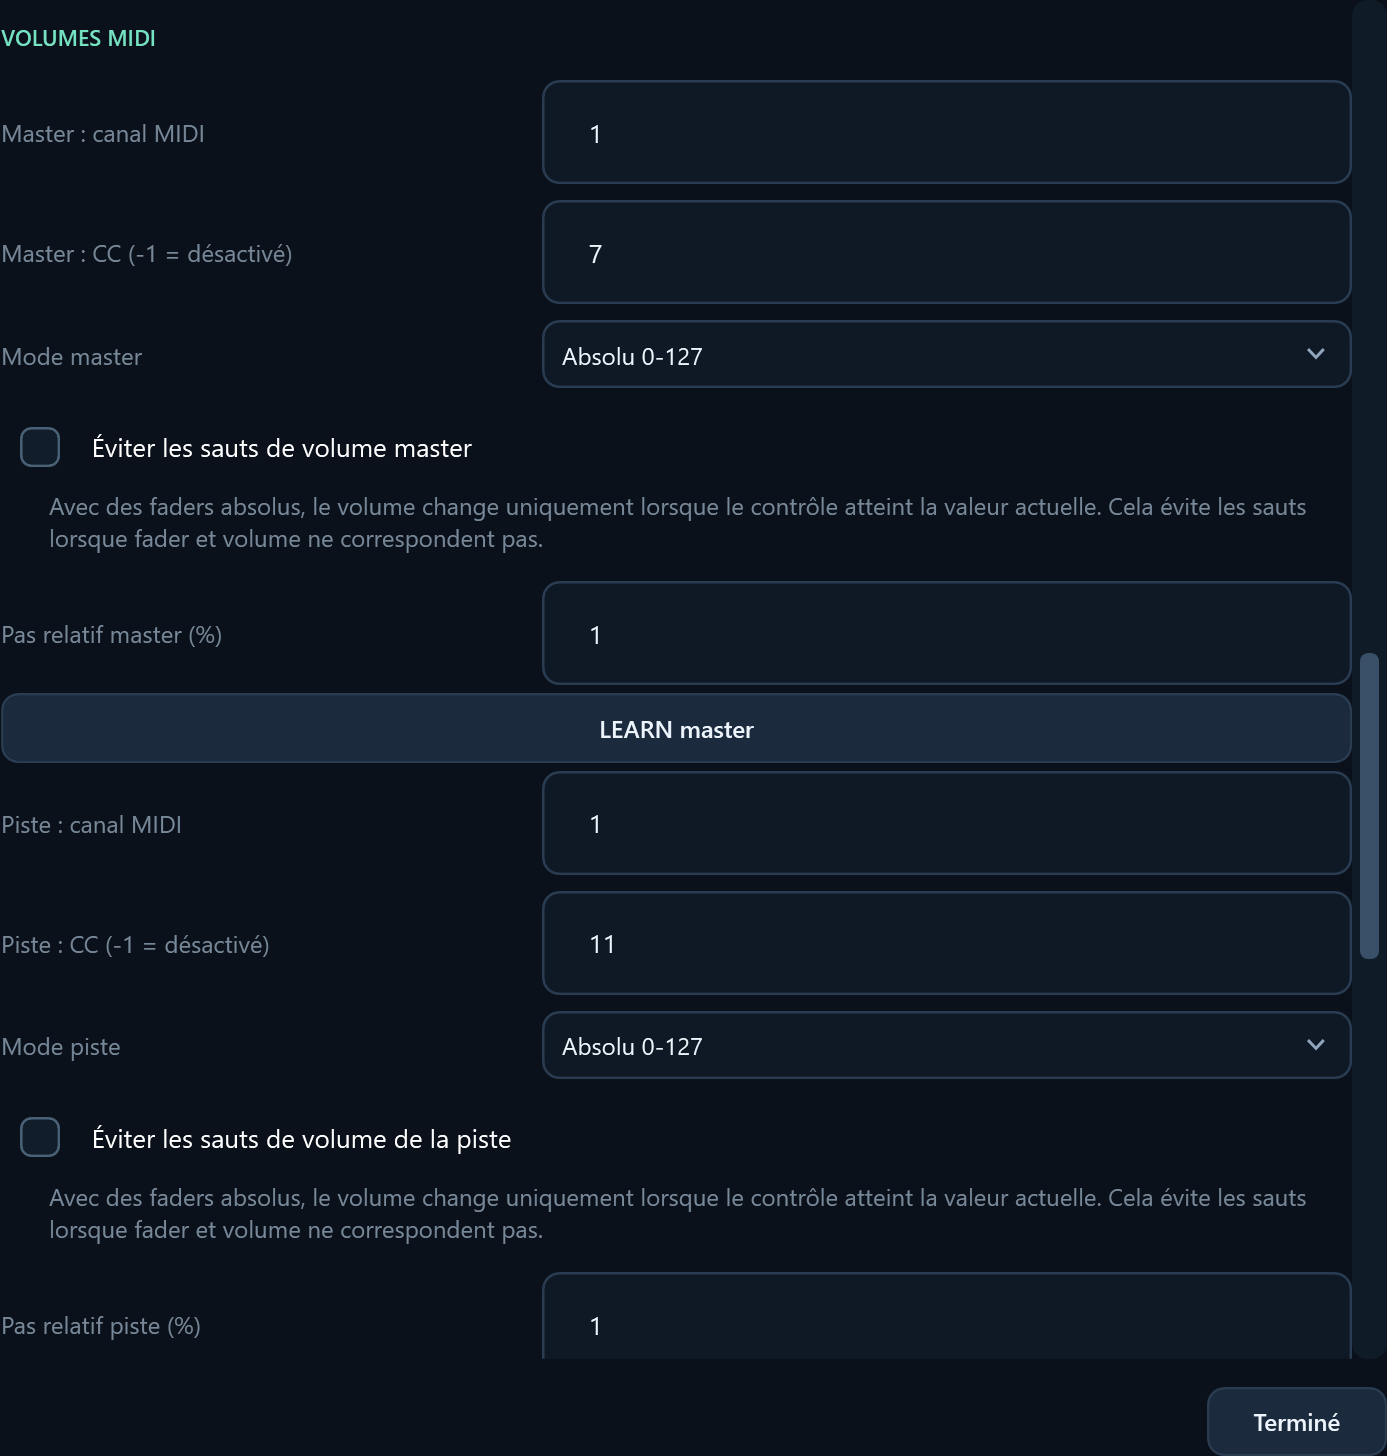 VOLUMES MIDI
Master : canal MIDI
1
Master : CC (-1 = désactivé)
7
Mode master
Absolu 0-127
Éviter les sauts de volume master
Avec des faders absolus, le volume change uniquement lorsque le contrôle atteint la valeur actuelle. Cela évite les sauts
lorsque fader et volume ne correspondent pas.
Pas relatif master (%)
1
LEARN master
Piste : canal MIDI
1
Piste : CC (-1 = désactivé)
11
Mode piste
Absolu 0-127
Éviter les sauts de volume de la piste
Avec des faders absolus, le volume change uniquement lorsque le contrôle atteint la valeur actuelle. Cela évite les sauts
lorsque fader et volume ne correspondent pas.
Pas relatif piste (%)
1
Terminé